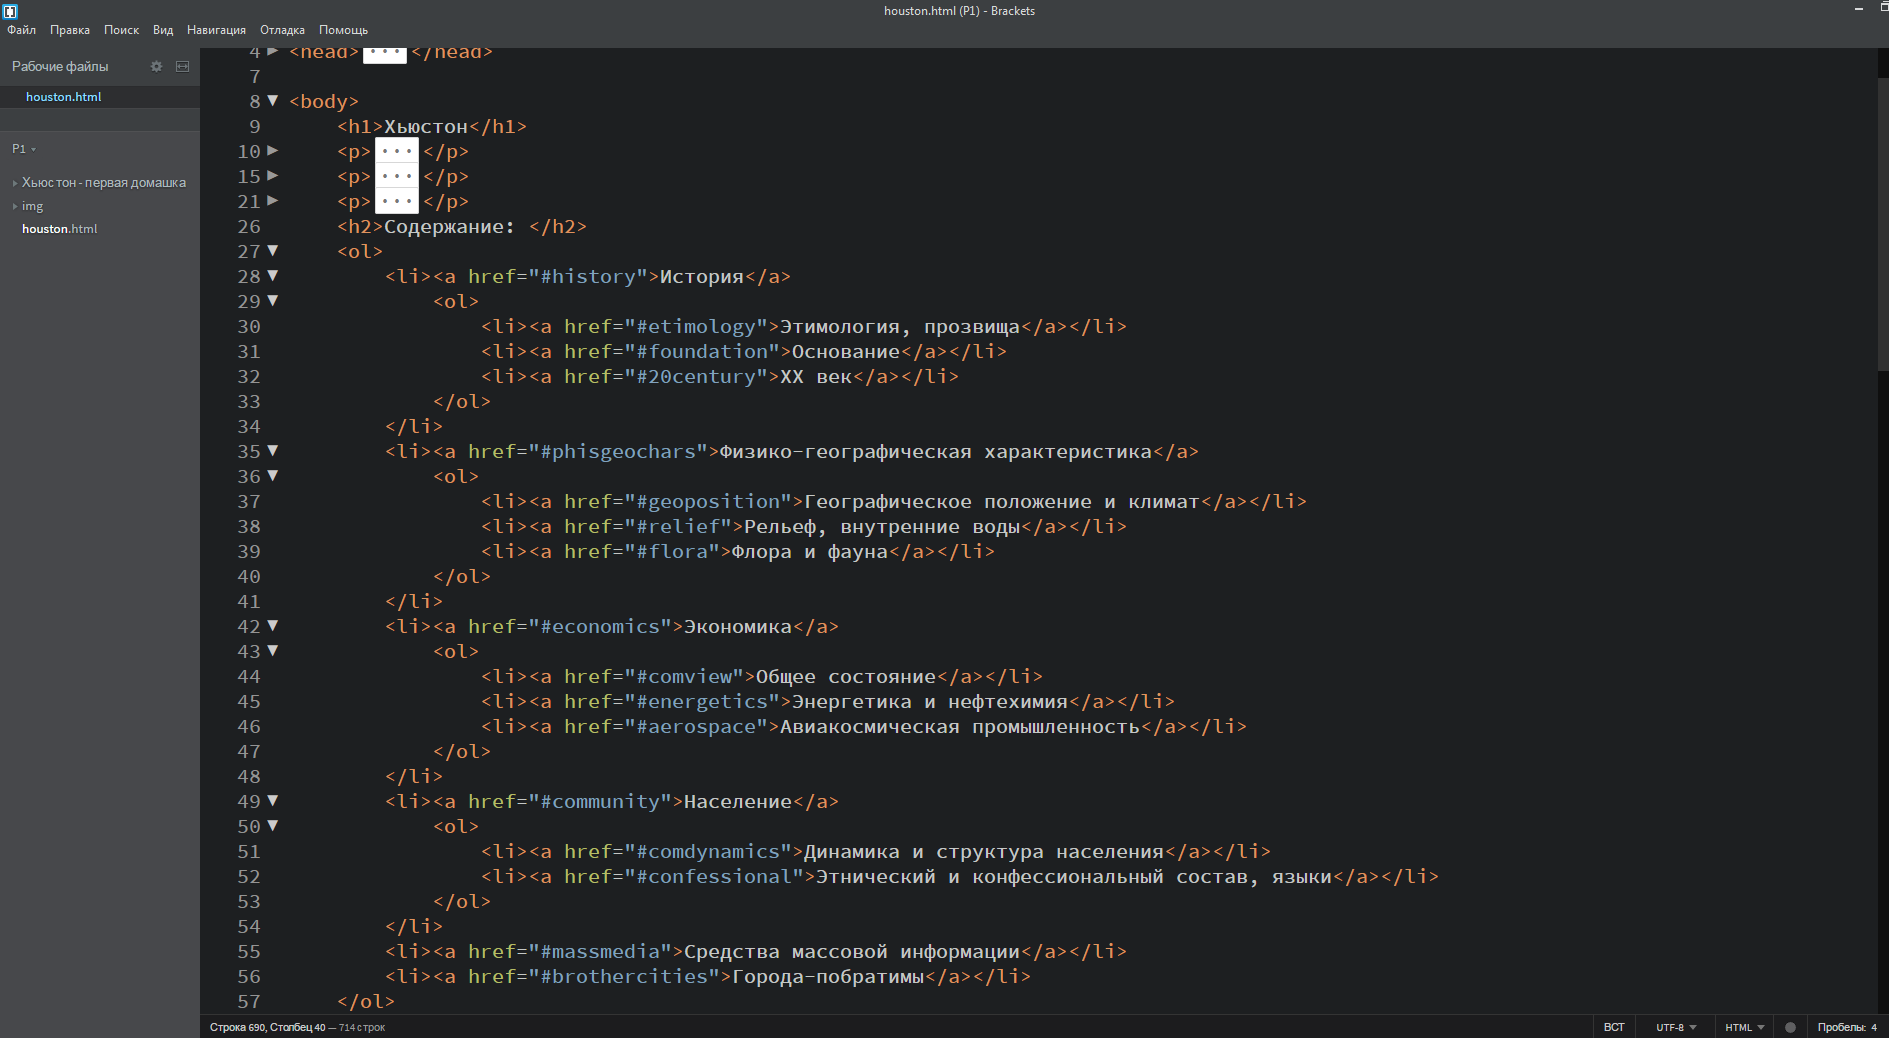 houston.html (P1) - Brackets
Файл Правка Поиск Вид Навигация Отладка Помощь
Рабочие файлы
houston.html
P1
Хьюстон - первая домашка
img
houston.html
4 <head> ... </head>
7
8 <body>
9 <h1>Хьюстон</h1>
10 <p> ... </p>
15 <p> ... </p>
21 <p> ... </p>
26 <h2>Содержание: </h2>
27 <ol>
28 <li><a href="#history">История</a>
29 <ol>
30 <li><a href="#etimology">Этимология, прозвища</a></li>
31 <li><a href="#foundation">Основание</a></li>
32 <li><a href="#20century">XX век</a></li>
33 </ol>
34 </li>
35 <li><a href="#phisgeochars">Физико-географическая характеристика</a>
36 <ol>
37 <li><a href="#geoposition">Географическое положение и климат</a></li>
38 <li><a href="#relief">Рельеф, внутренние воды</a></li>
39 <li><a href="#flora">Флора и фауна</a></li>
40 </ol>
41 </li>
42 <li><a href="#economics">Экономика</a>
43 <ol>
44 <li><a href="#comview">Общее состояние</a></li>
45 <li><a href="#energetics">Энергетика и нефтехимия</a></li>
46 <li><a href="#aerospace">Авиакосмическая промышленность</a></li>
47 </ol>
48 </li>
49 <li><a href="#community">Население</a>
50 <ol>
51 <li><a href="#comdynamics">Динамика и структура населения</a></li>
52 <li><a href="#confessional">Этнический и конфессиональный состав, языки</a></li>
53 </ol>
54 </li>
55 <li><a href="#massmedia">Средства массовой информации</a></li>
56 <li><a href="#brothercities">Города-побратимы</a></li>
57 </ol>
Строка 690, Столбец 40 — 714 строк
ВСТ UTF-8 HTML Пробелы: 4